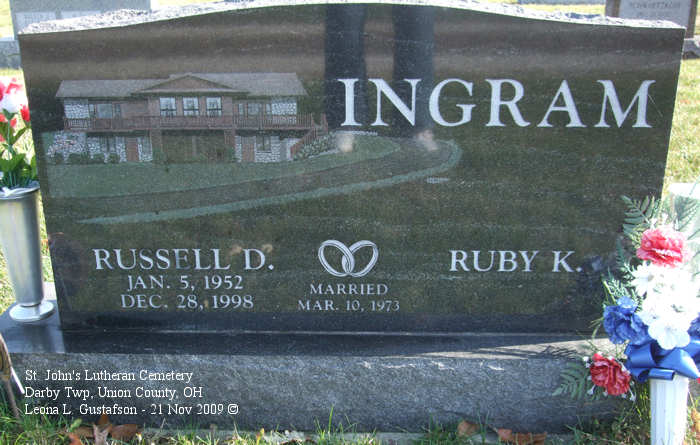 INGRAM
RUSSELL D.
JAN. 5, 1952
DEC. 28, 1998
MARRIED
MAR. 10, 1973
RUBY K.
St. John's Lutheran Cemetery
Darby Twp, Union County, OH
Leona L. Gustafson - 21 Nov 2009 ©